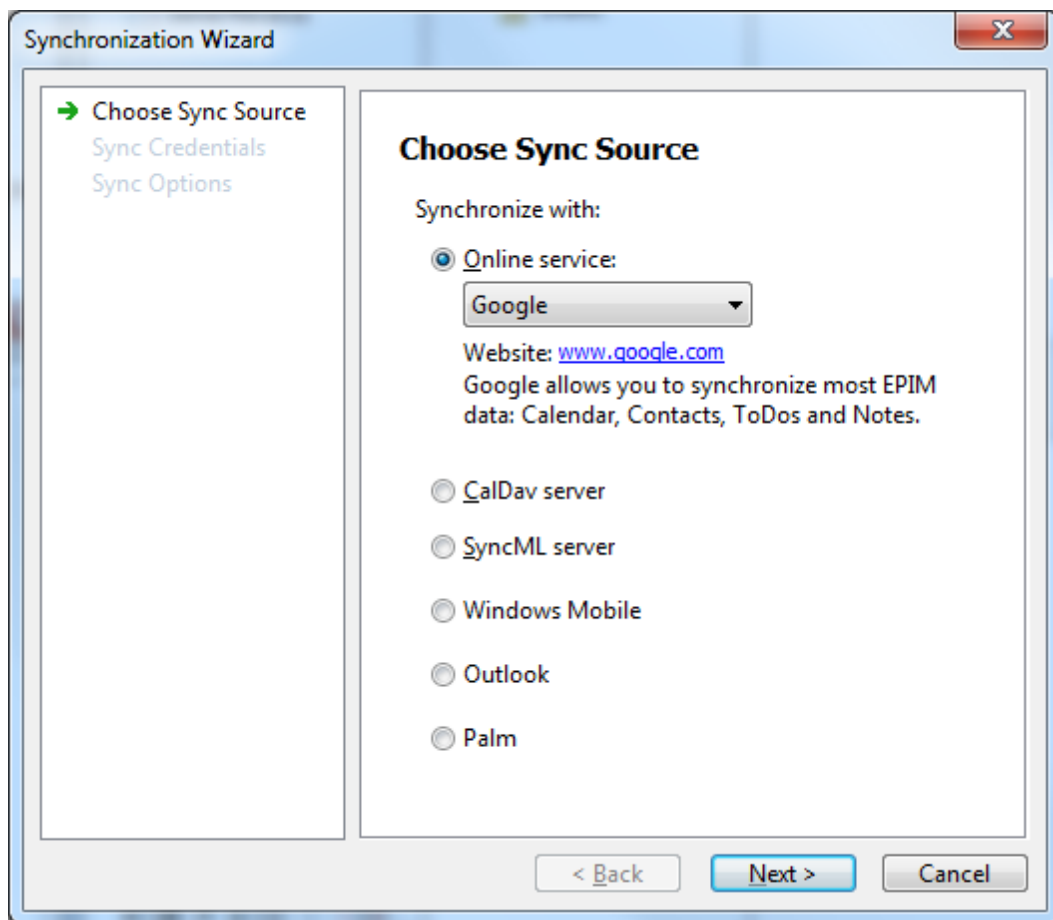 Synchronization Wizard
Choose Sync Source
Sync Credentials
Sync Options
Choose Sync Source
Synchronize with:
Online service:
Google
Website: www.google.com
Google allows you to synchronize most EPIM
data: Calendar, Contacts, ToDos and Notes.
CalDav server
SyncML server
Windows Mobile
Outlook
Palm
< Back Next > Cancel